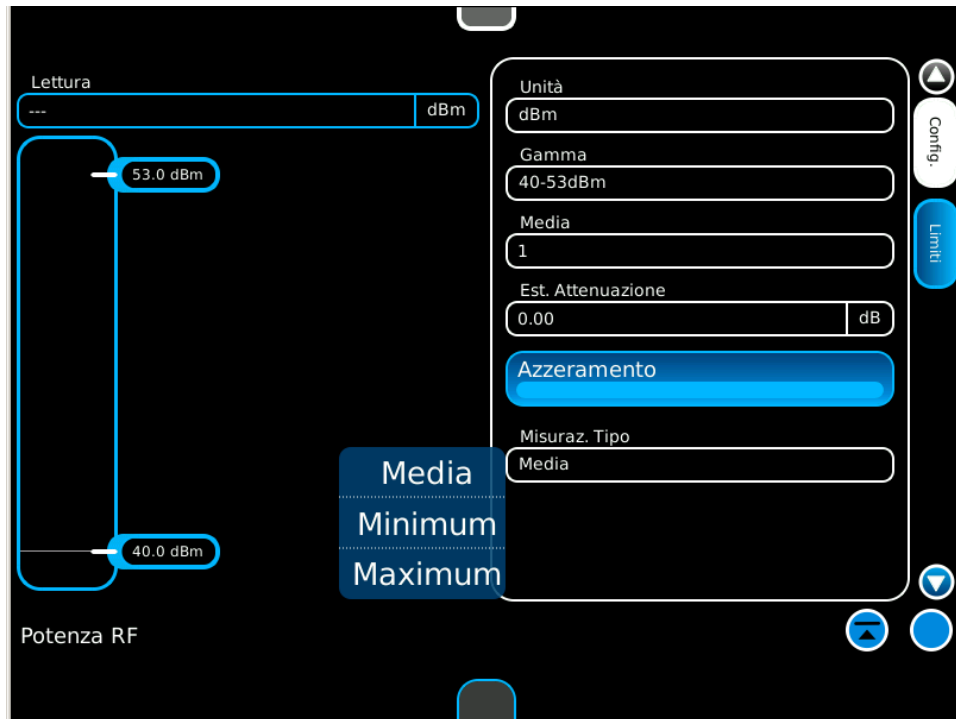 Lettura
--- dBm
53.0 dBm
40.0 dBm
Unità
dBm
Gamma
40-53dBm
Media
1
Est. Attenuazione
0.00 dB
Azzeramento
Misuraz. Tipo
Media
Media
Minimum
Maximum
Config.
Limiti
Potenza RF